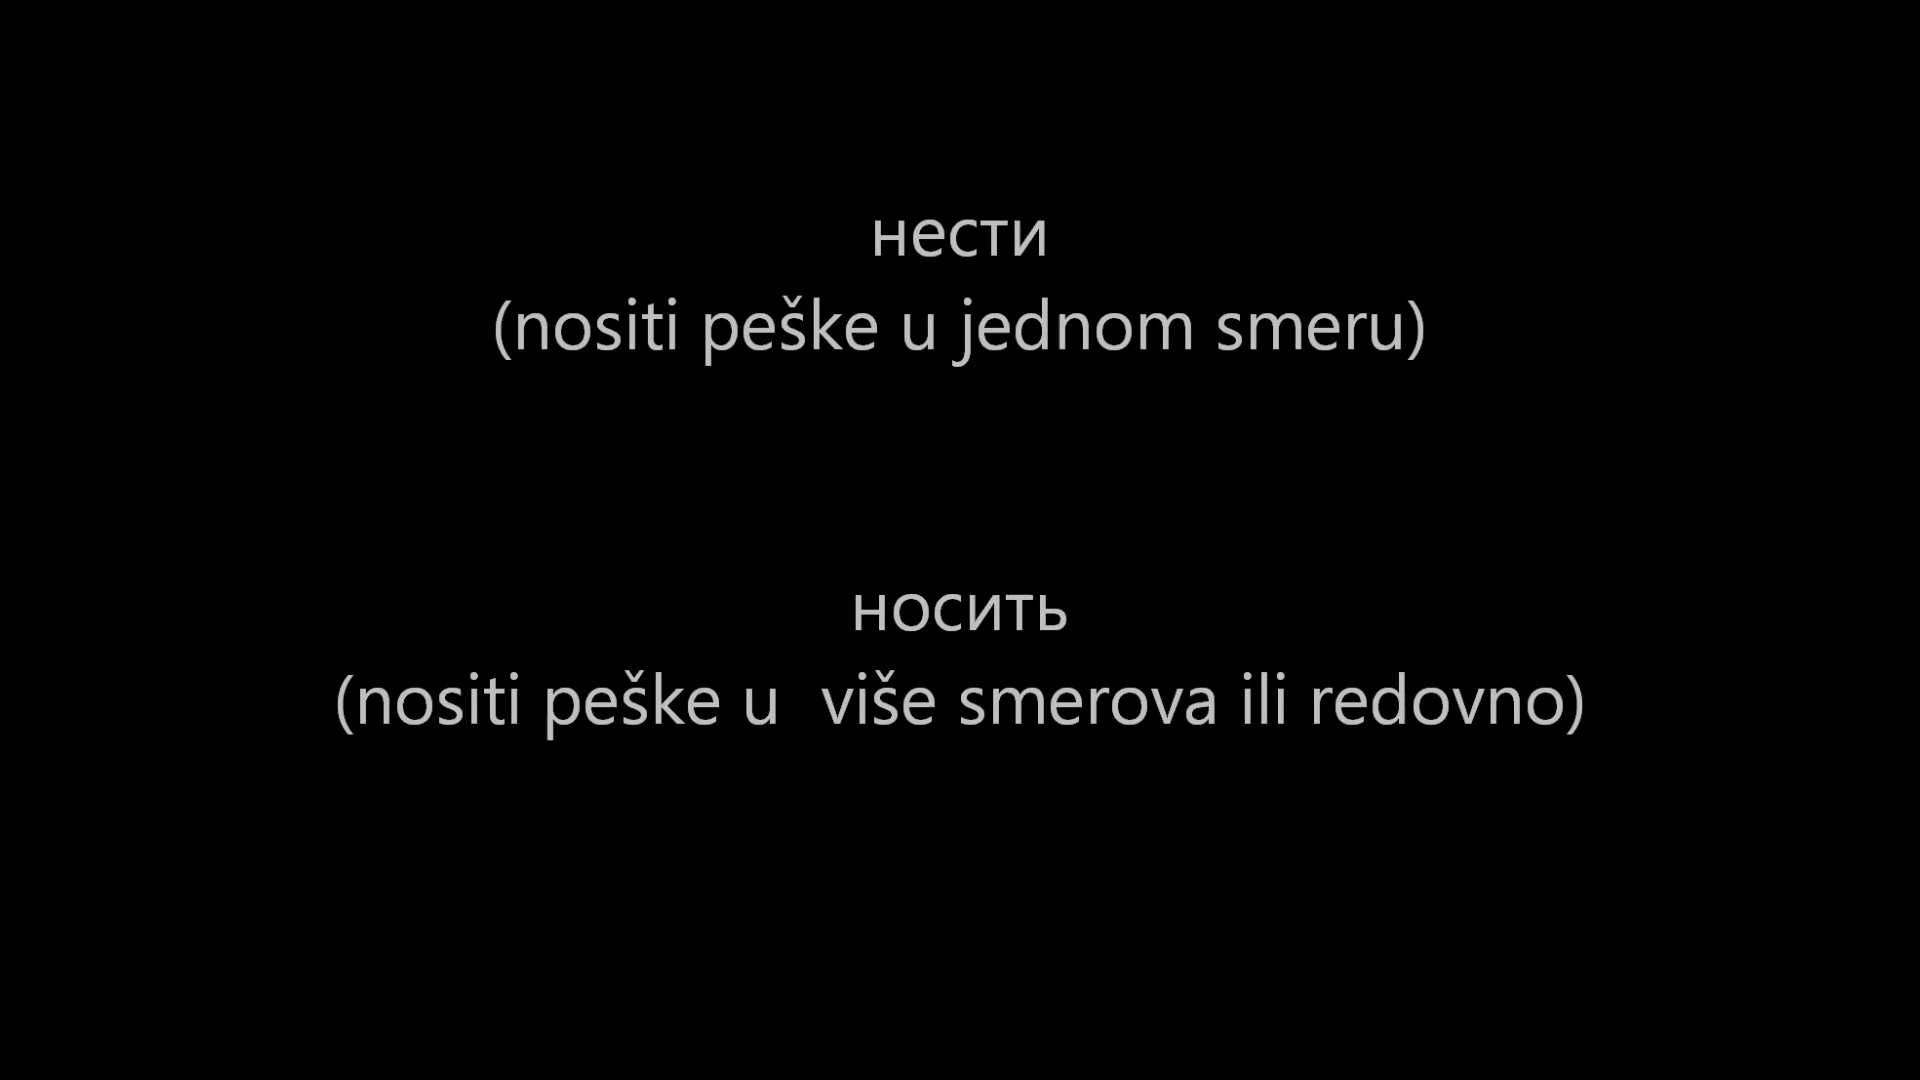 нести
(nositi peške u jednom smeru)
носить
(nositi peške u  više smerova ili redovno)